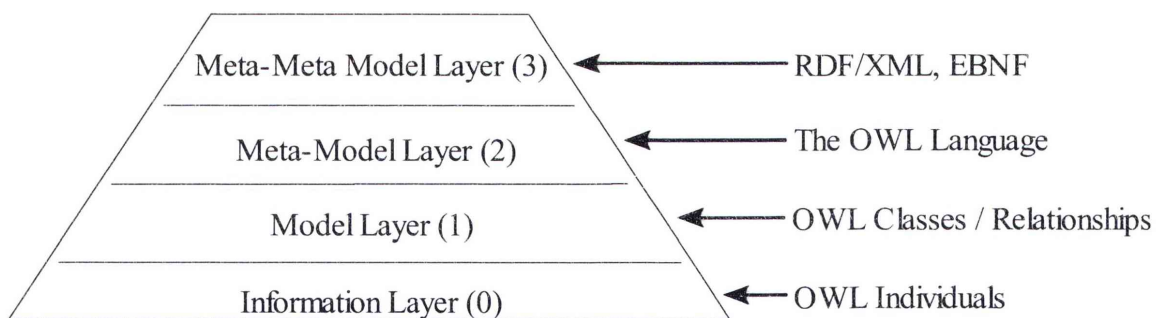 Meta-Meta Model Layer (3) RDF/XML, EBNF
Meta-Model Layer (2) The OWL Language
Model Layer (1) OWL Classes / Relationships
Information Layer (0) OWL Individuals